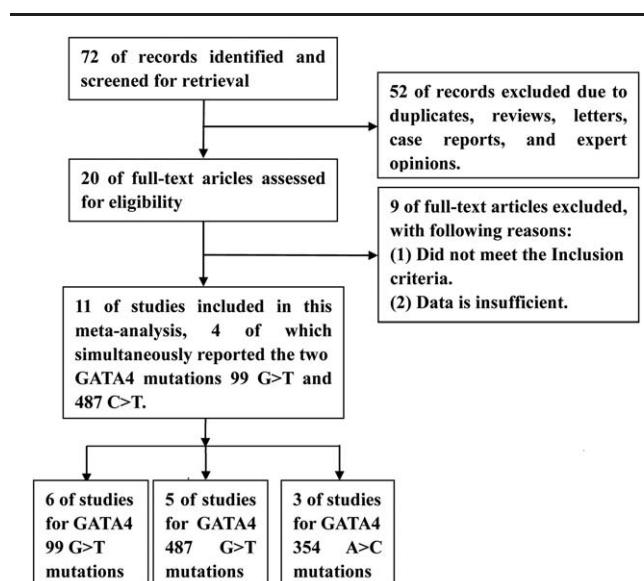 72 of records identified and
screened for retrieval
52 of records excluded due to
duplicates, reviews, letters,
case reports, and expert
opinions.
20 of full-text aricles assessed
for eligibility
9 of full-text articles excluded,
with following reasons:
(1) Did not meet the Inclusion
criteria.
(2) Data is insufficient.
11 of studies included in this
meta-analysis, 4 of which
simultaneously reported the two
GATA4 mutations 99 G>T and
487 C>T.
6 of studies
for GATA4
99 G>T
mutations
5 of studies
for GATA4
487 G>T
mutations
3 of studies
for GATA4
354 A>C
mutations